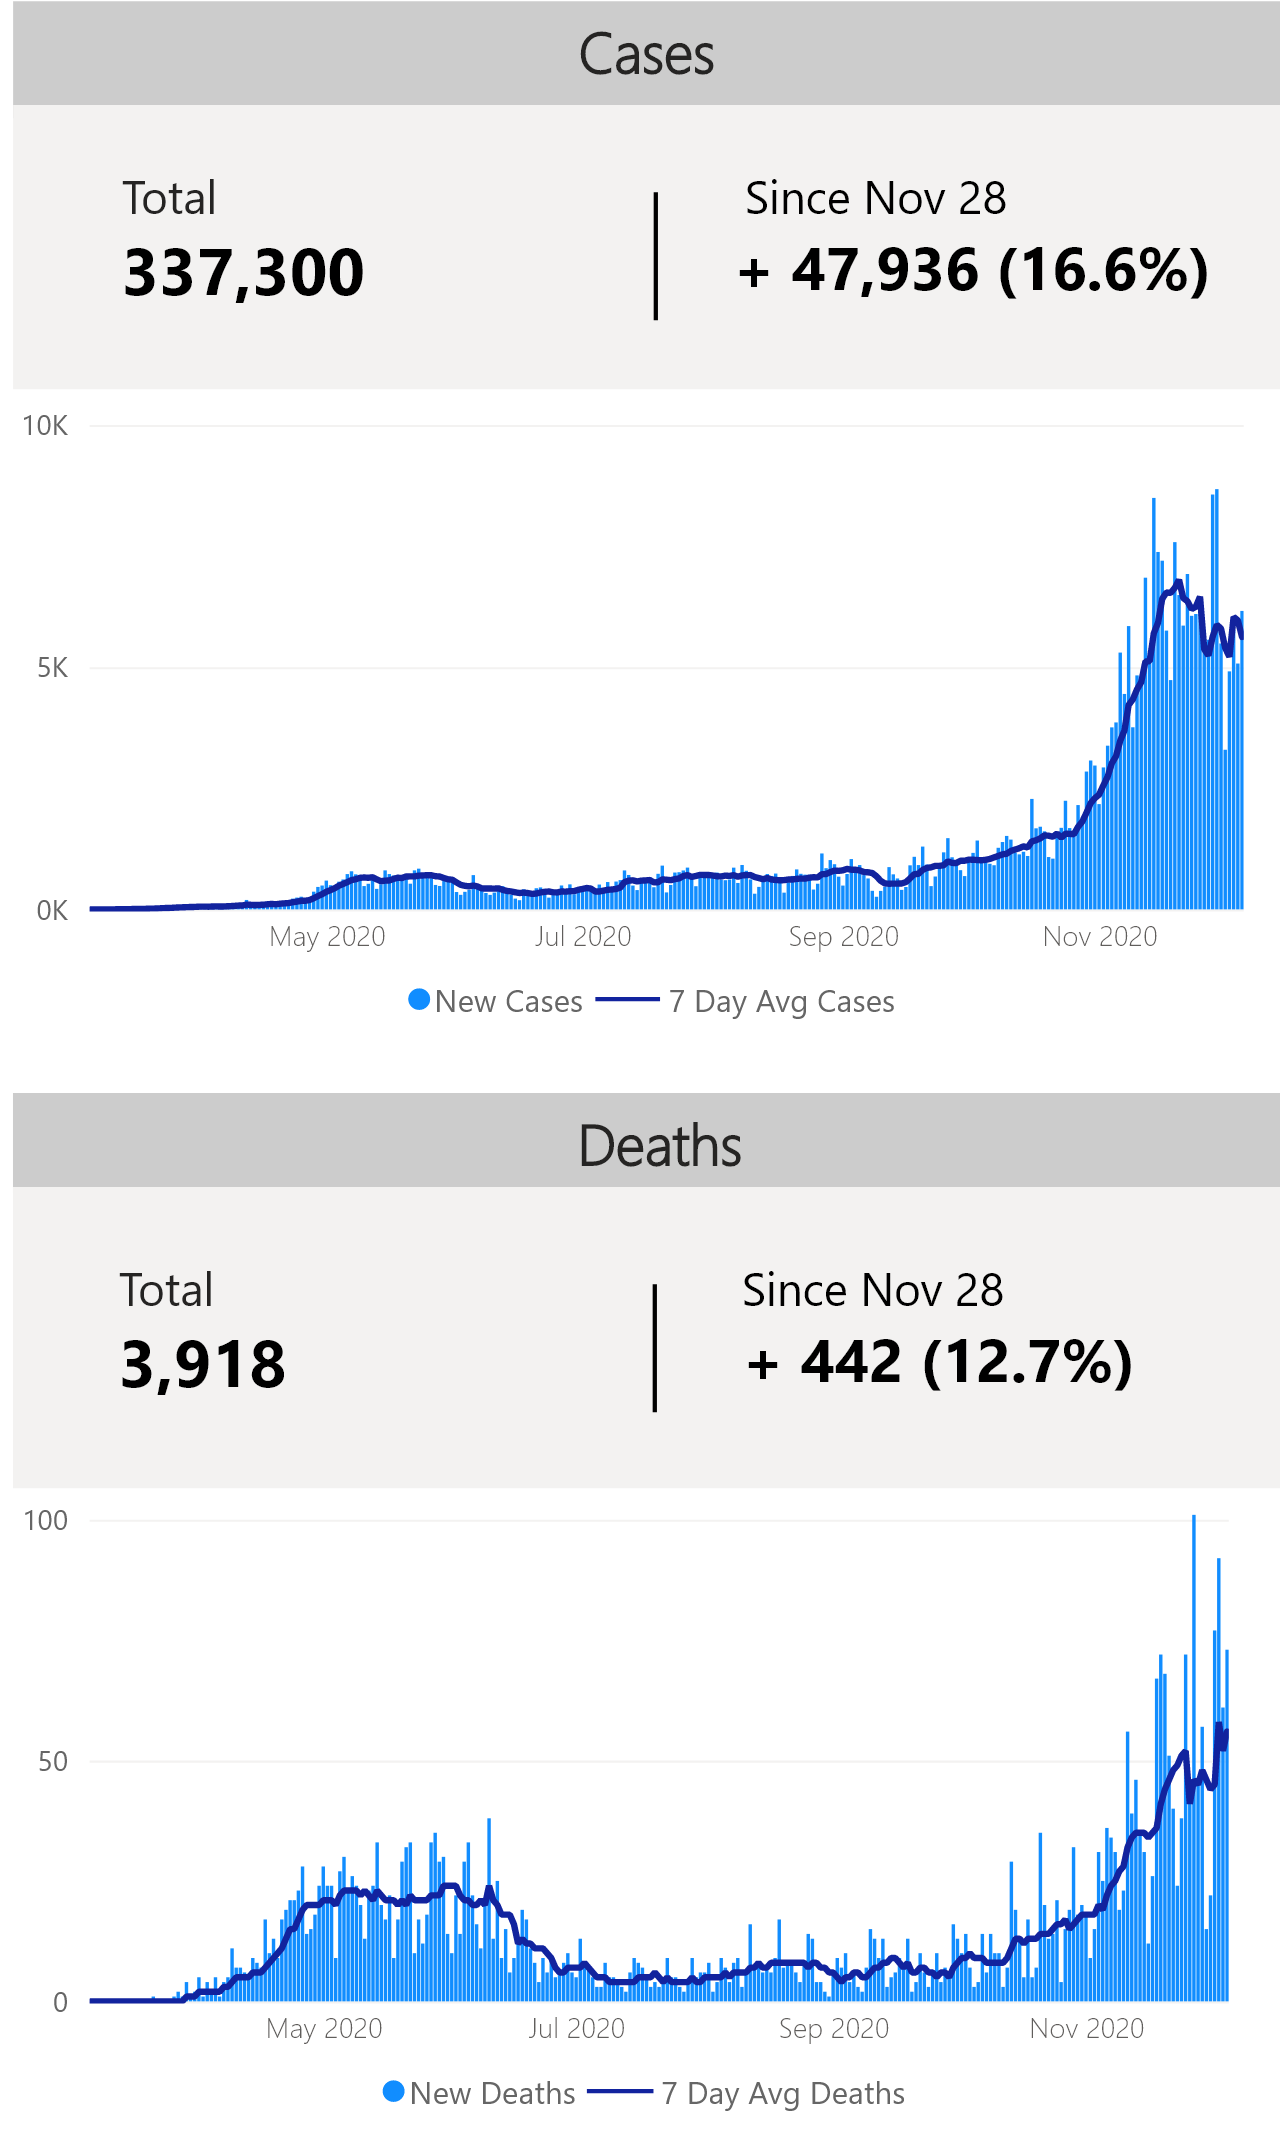 Cases
Total
Since Nov 28
337,300
+ 47,936 (16.6%)
10K
5K
0K
May 2020
Jul 2020
Sep 2020
Nov 2020
New Cases
7 Day Avg Cases
Deaths
Total
Since Nov 28
3,918
+ 442 (12.7%)
100
50
0
May 2020
Jul 2020
Sep 2020
Nov 2020
New Deaths
7 Day Avg Deaths